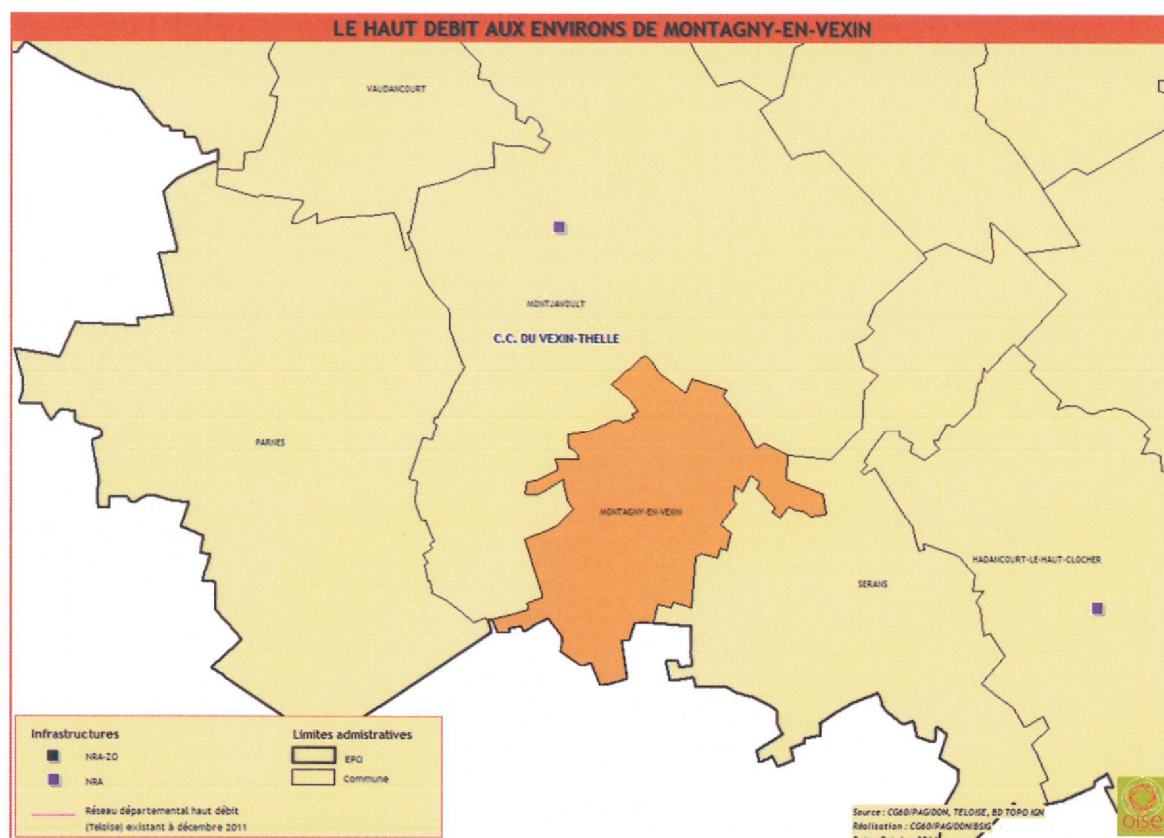 LE HAUT DEBIT AUX ENVIRONS DE MONTAGNY-EN-VEXIN
VAUDANCOURT
MONTJAVOULT
C.C. DU VEXIN-THELLE
PARNES
MONTAGNY-EN-VEXIN
HADANCOURT-LE-HAUT-CLOCHER
SERANS
Infrastructures
NRA-ZO
NRA
Réseau départemental haut débit
(Teloise) existant à décembre 2011
Limites admistratives
EPCI
Commune
Source : CG60/PAG/DDN, TELOISE, BD TOPO IGN
Réalisation : CG60/PAG/DDN/BSIG
oise